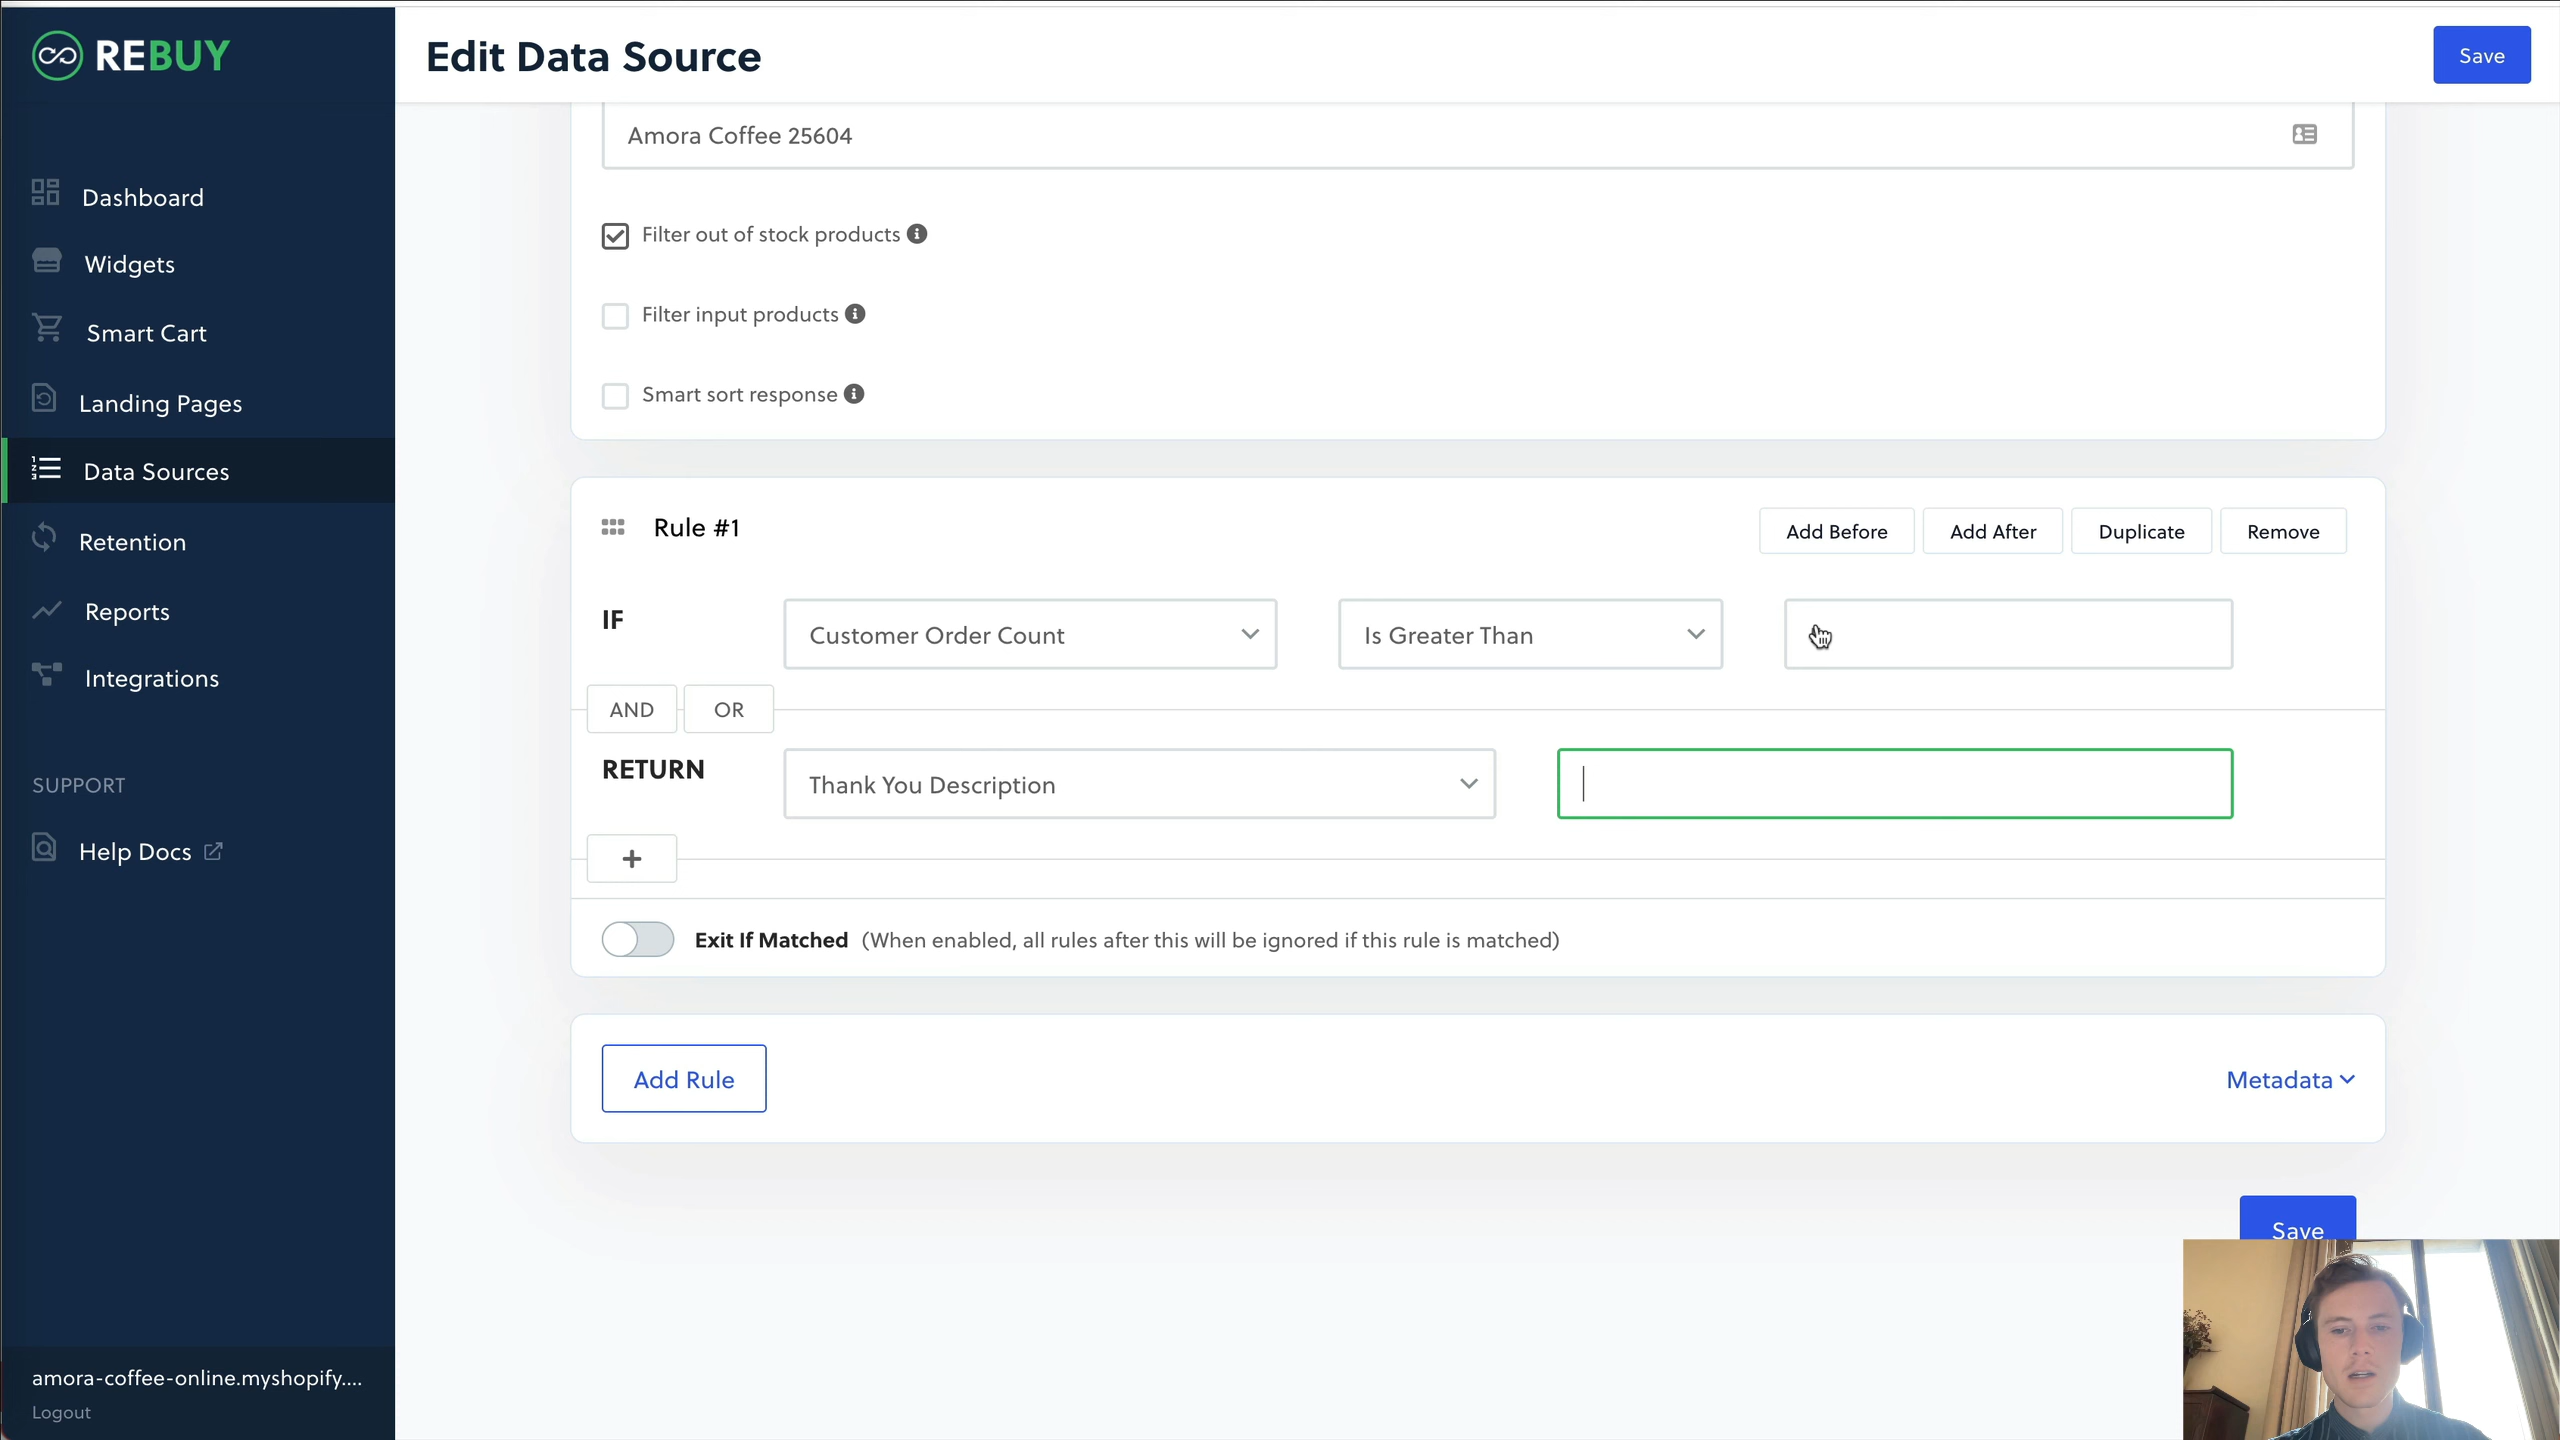 REBUY
Edit Data Source
Save
Amora Coffee 25604
Dashboard
Filter out of stock products
Widgets
Filter input products
Smart Cart
Smart sort response
Landing Pages
Data Sources
Rule #1
Add Before
Add After
Duplicate
Remove
Retention
IF
Customer Order Count
Is Greater Than
Reports
Integrations
AND
OR
RETURN
Thank You Description
SUPPORT
Help Docs
+
Exit If Matched (When enabled, all rules after this will be ignored if this rule is matched)
Add Rule
Metadata
Save
amora-coffee-online.myshopify....
Logout